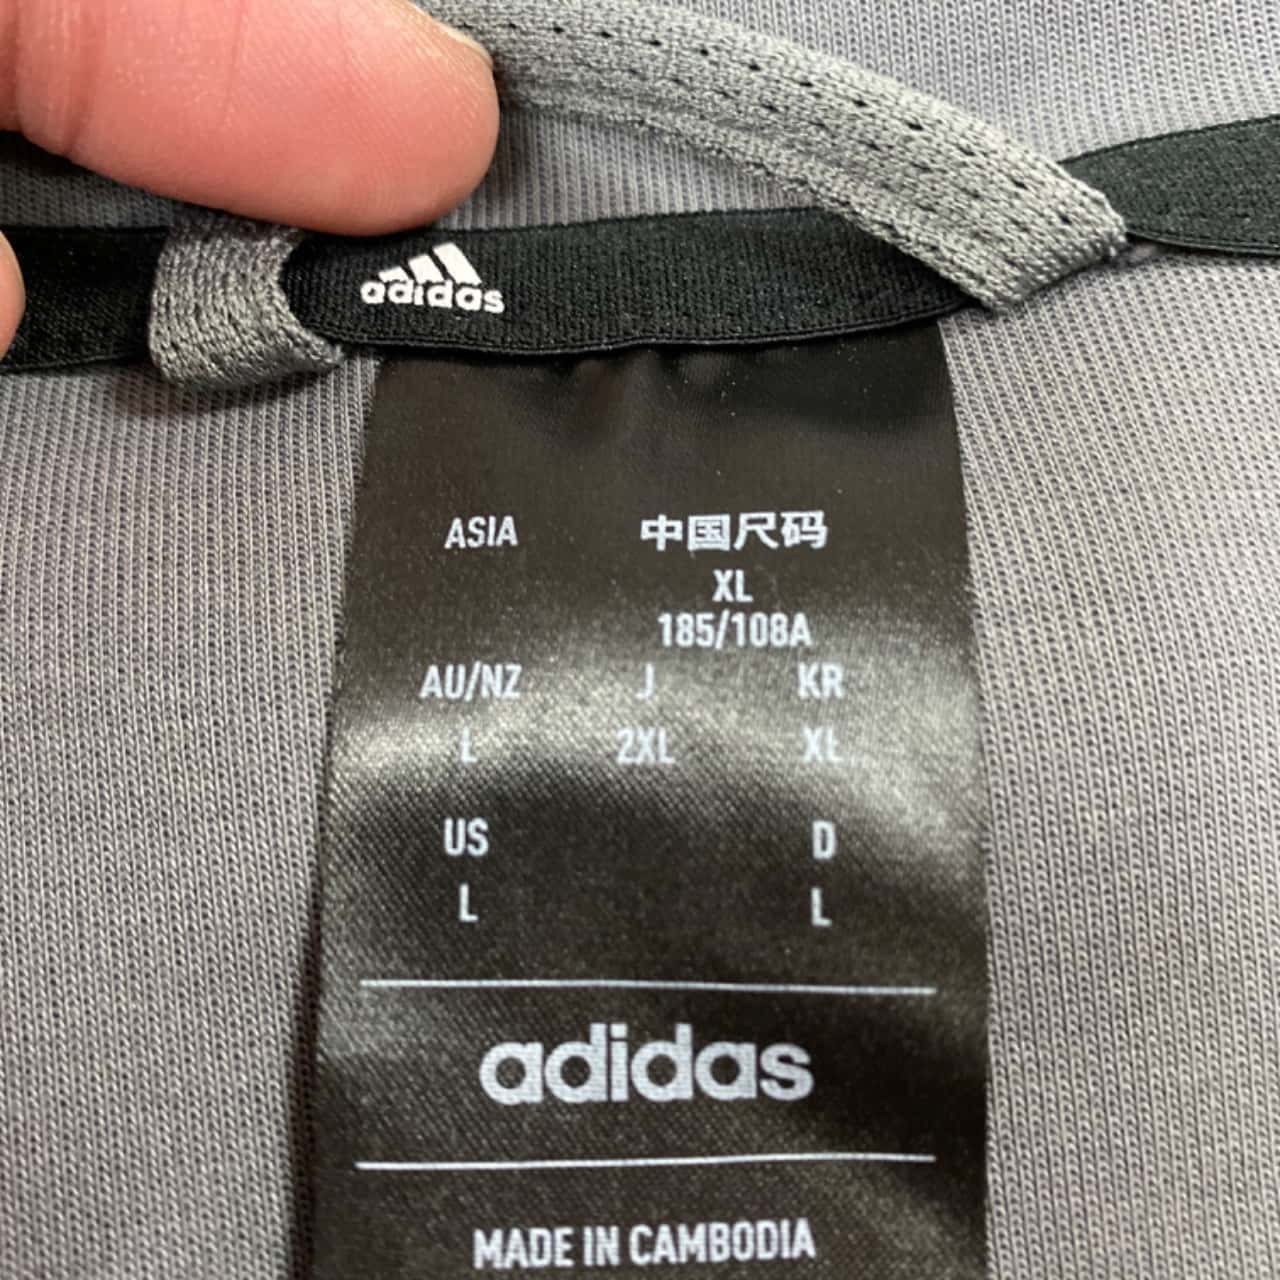 adidas
ASIA 中国尺码
XL
185/108A
AU/NZ J KR
L 2XL XL
US D
L L
adidas
MADE IN CAMBODIA